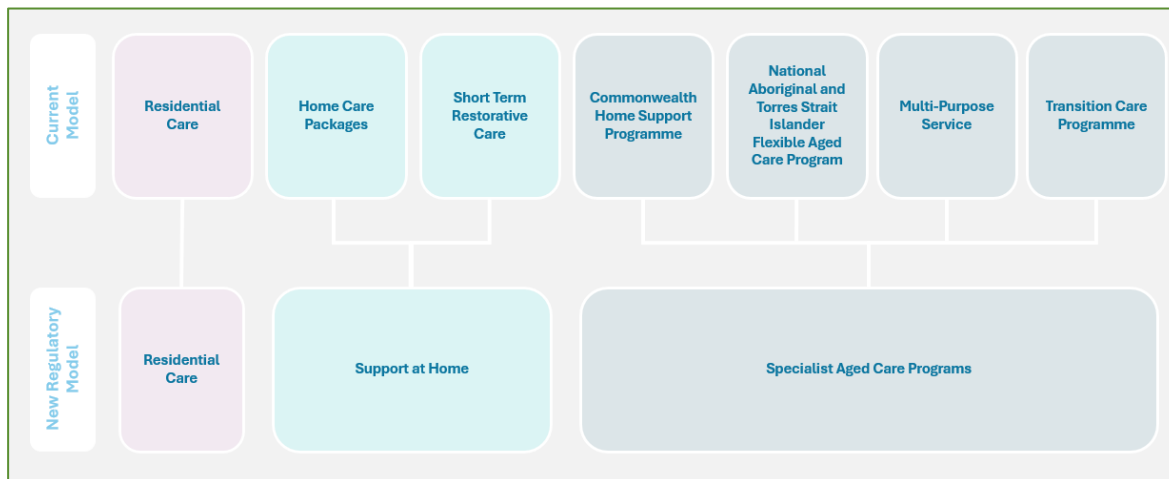 Current
Model
Residential
Care
Home Care
Packages
Short Term
Restorative
Care
Commonwealth
Home Support
Programme
National
Aboriginal and
Torres Strait
Islander
Flexible Aged
Care Program
Multi-Purpose
Service
Transition Care
Programme
New Regulatory
Model
Residential
Care
Support at Home
Specialist Aged Care Programs